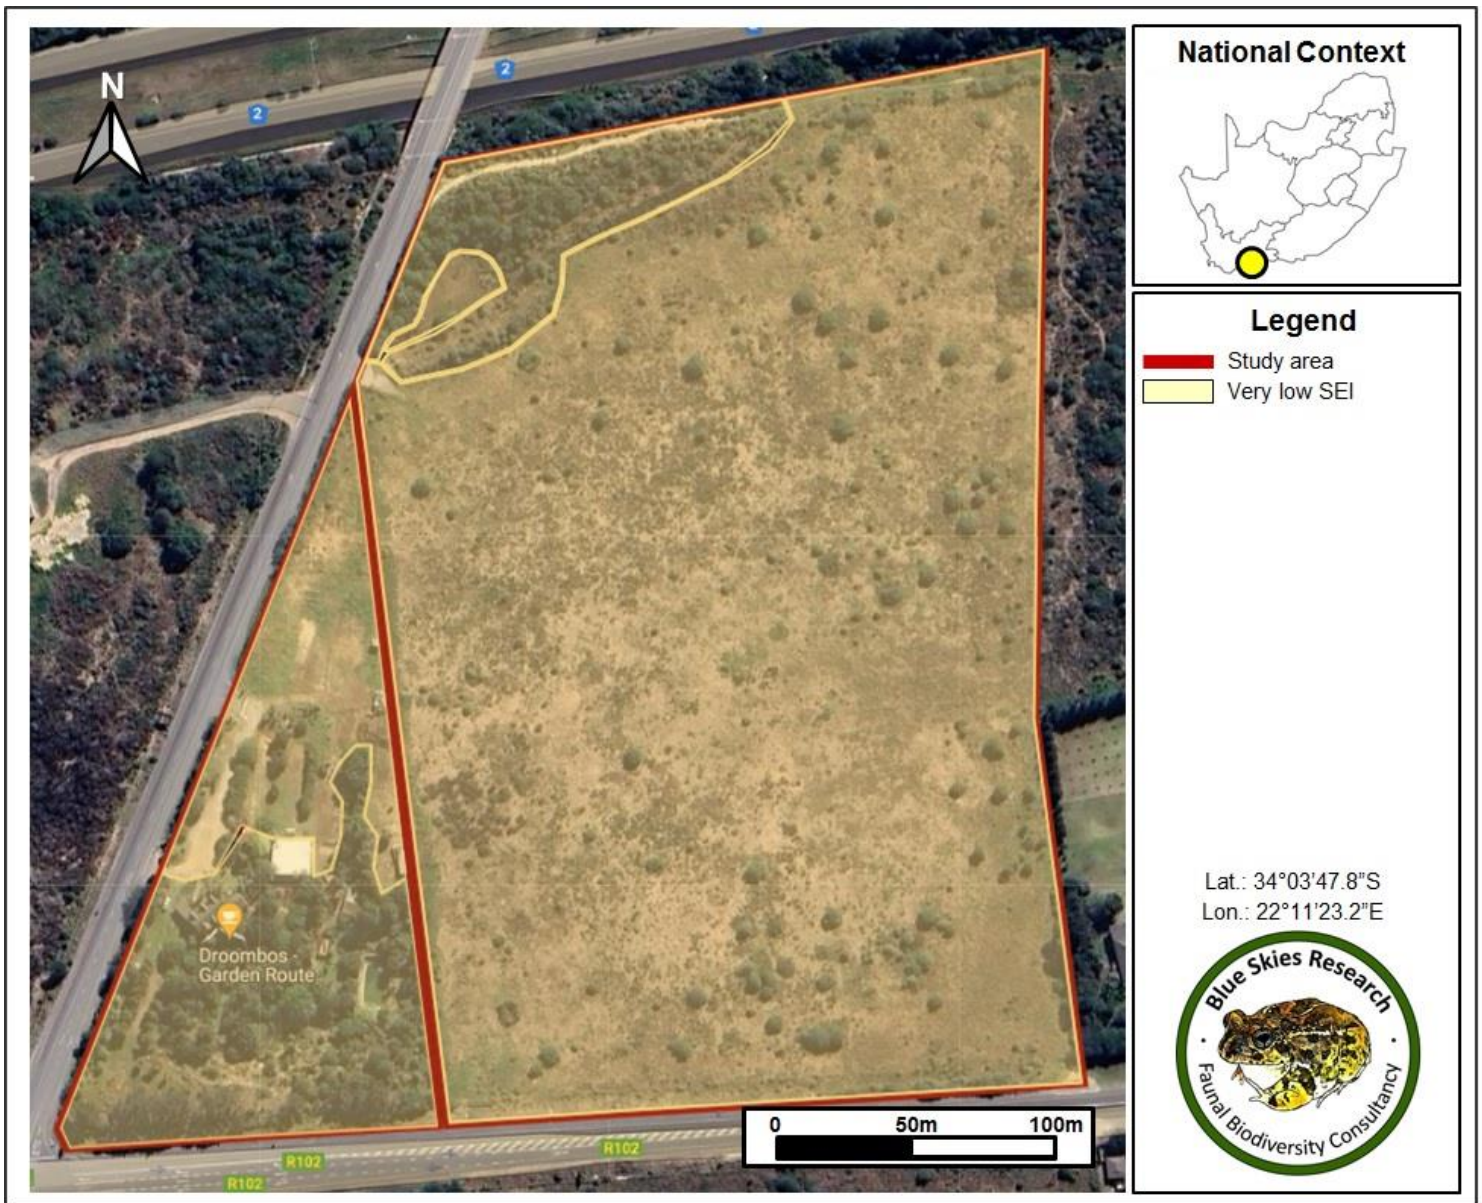 N
2
2
Droombos -
Garden Route
R102
R102
R102
0 50m 100m
National Context
Legend
Study area
Very low SEI
Lat.: 34°03'47.8"S
Lon.: 22°11'23.2"E
Blue Skies Research
Faunal Biodiversity Consultancy